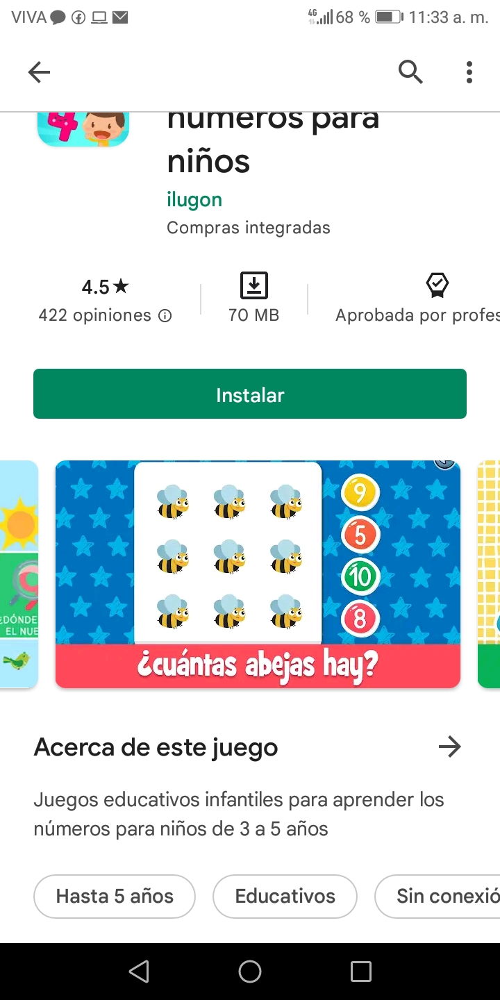 VIVA 4G 68 % 11:33 a. m.
4
números para
niños
ilugon
Compras integradas
4.5★
422 opiniones
70 MB
Aprobada por profes
Instalar
9
5
10
8
¿DÓNDE
EL NUE
¿cuántas abejas hay?
Acerca de este juego
Juegos educativos infantiles para aprender los
números para niños de 3 a 5 años
Hasta 5 años
Educativos
Sin conexió